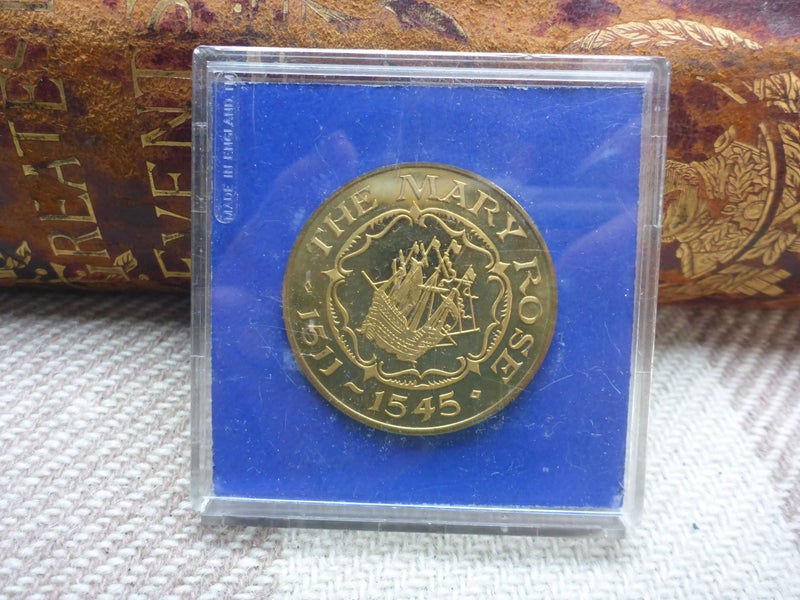 THE MARY ROSE
1511~1545
MADE IN ENGLAND
GREAT
EVENTS